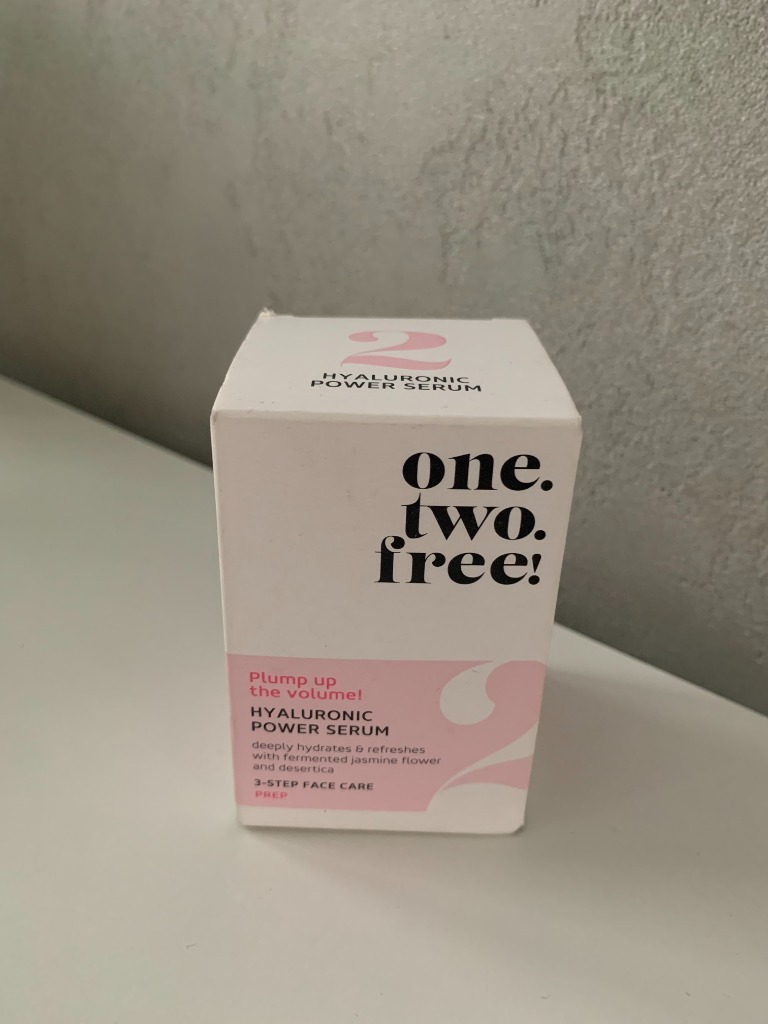 2
HYALURONIC
POWER SERUM
one.
two.
free!
Plump up
the volume!
HYALURONIC
POWER SERUM
deeply hydrates & refreshes
with fermented jasmine flower
and desertica
3-STEP FACE CARE
PREP
2